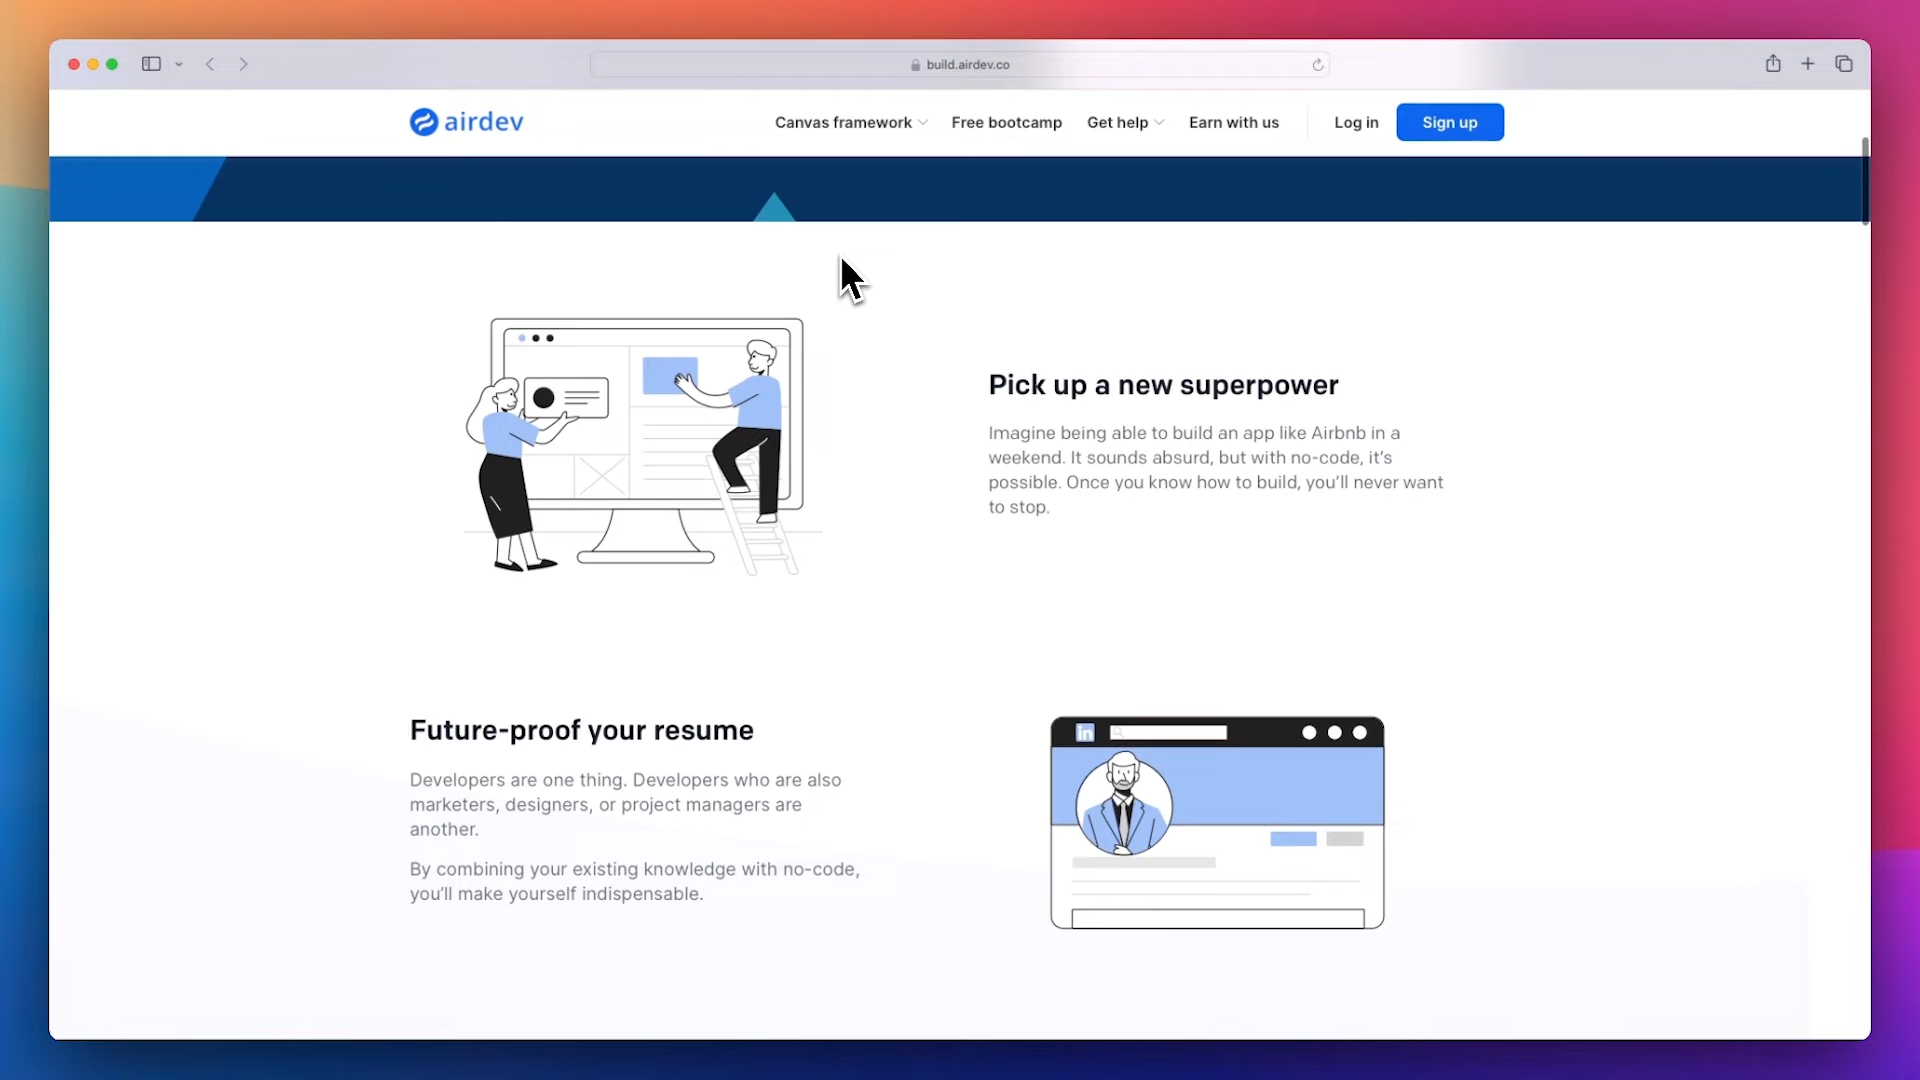 build.airdev.co
airdev
Canvas framework
Free bootcamp
Get help
Earn with us
Log in
Sign up
Pick up a new superpower
Imagine being able to build an app like Airbnb in a
weekend. It sounds absurd, but with no-code, it's
possible. Once you know how to build, you'll never want
to stop.
Future-proof your resume
Developers are one thing. Developers who are also
marketers, designers, or project managers are
another.
By combining your existing knowledge with no-code,
you'll make yourself indispensable.
in